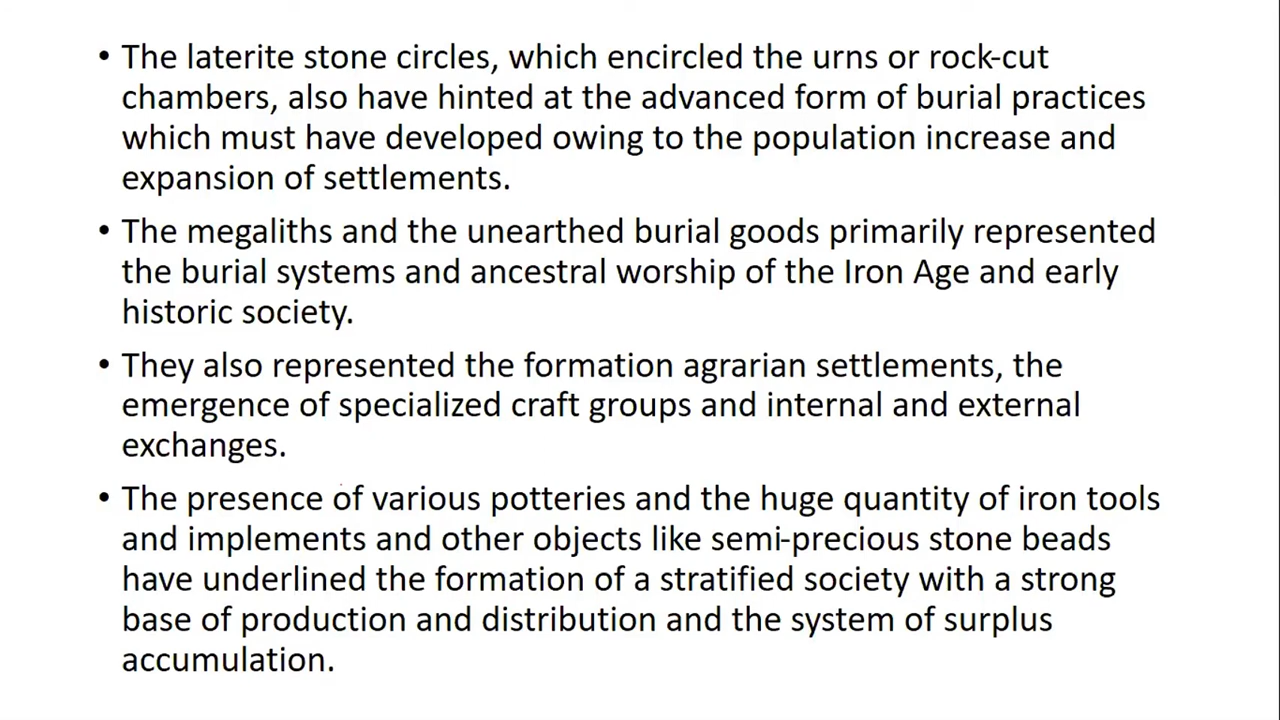 • The laterite stone circles, which encircled the urns or rock-cut
chambers, also have hinted at the advanced form of burial practices
which must have developed owing to the population increase and
expansion of settlements.
• The megaliths and the unearthed burial goods primarily represented
the burial systems and ancestral worship of the Iron Age and early
historic society.
• They also represented the formation agrarian settlements, the
emergence of specialized craft groups and internal and external
exchanges.
• The presence of various potteries and the huge quantity of iron tools
and implements and other objects like semi-precious stone beads
have underlined the formation of a stratified society with a strong
base of production and distribution and the system of surplus
accumulation.